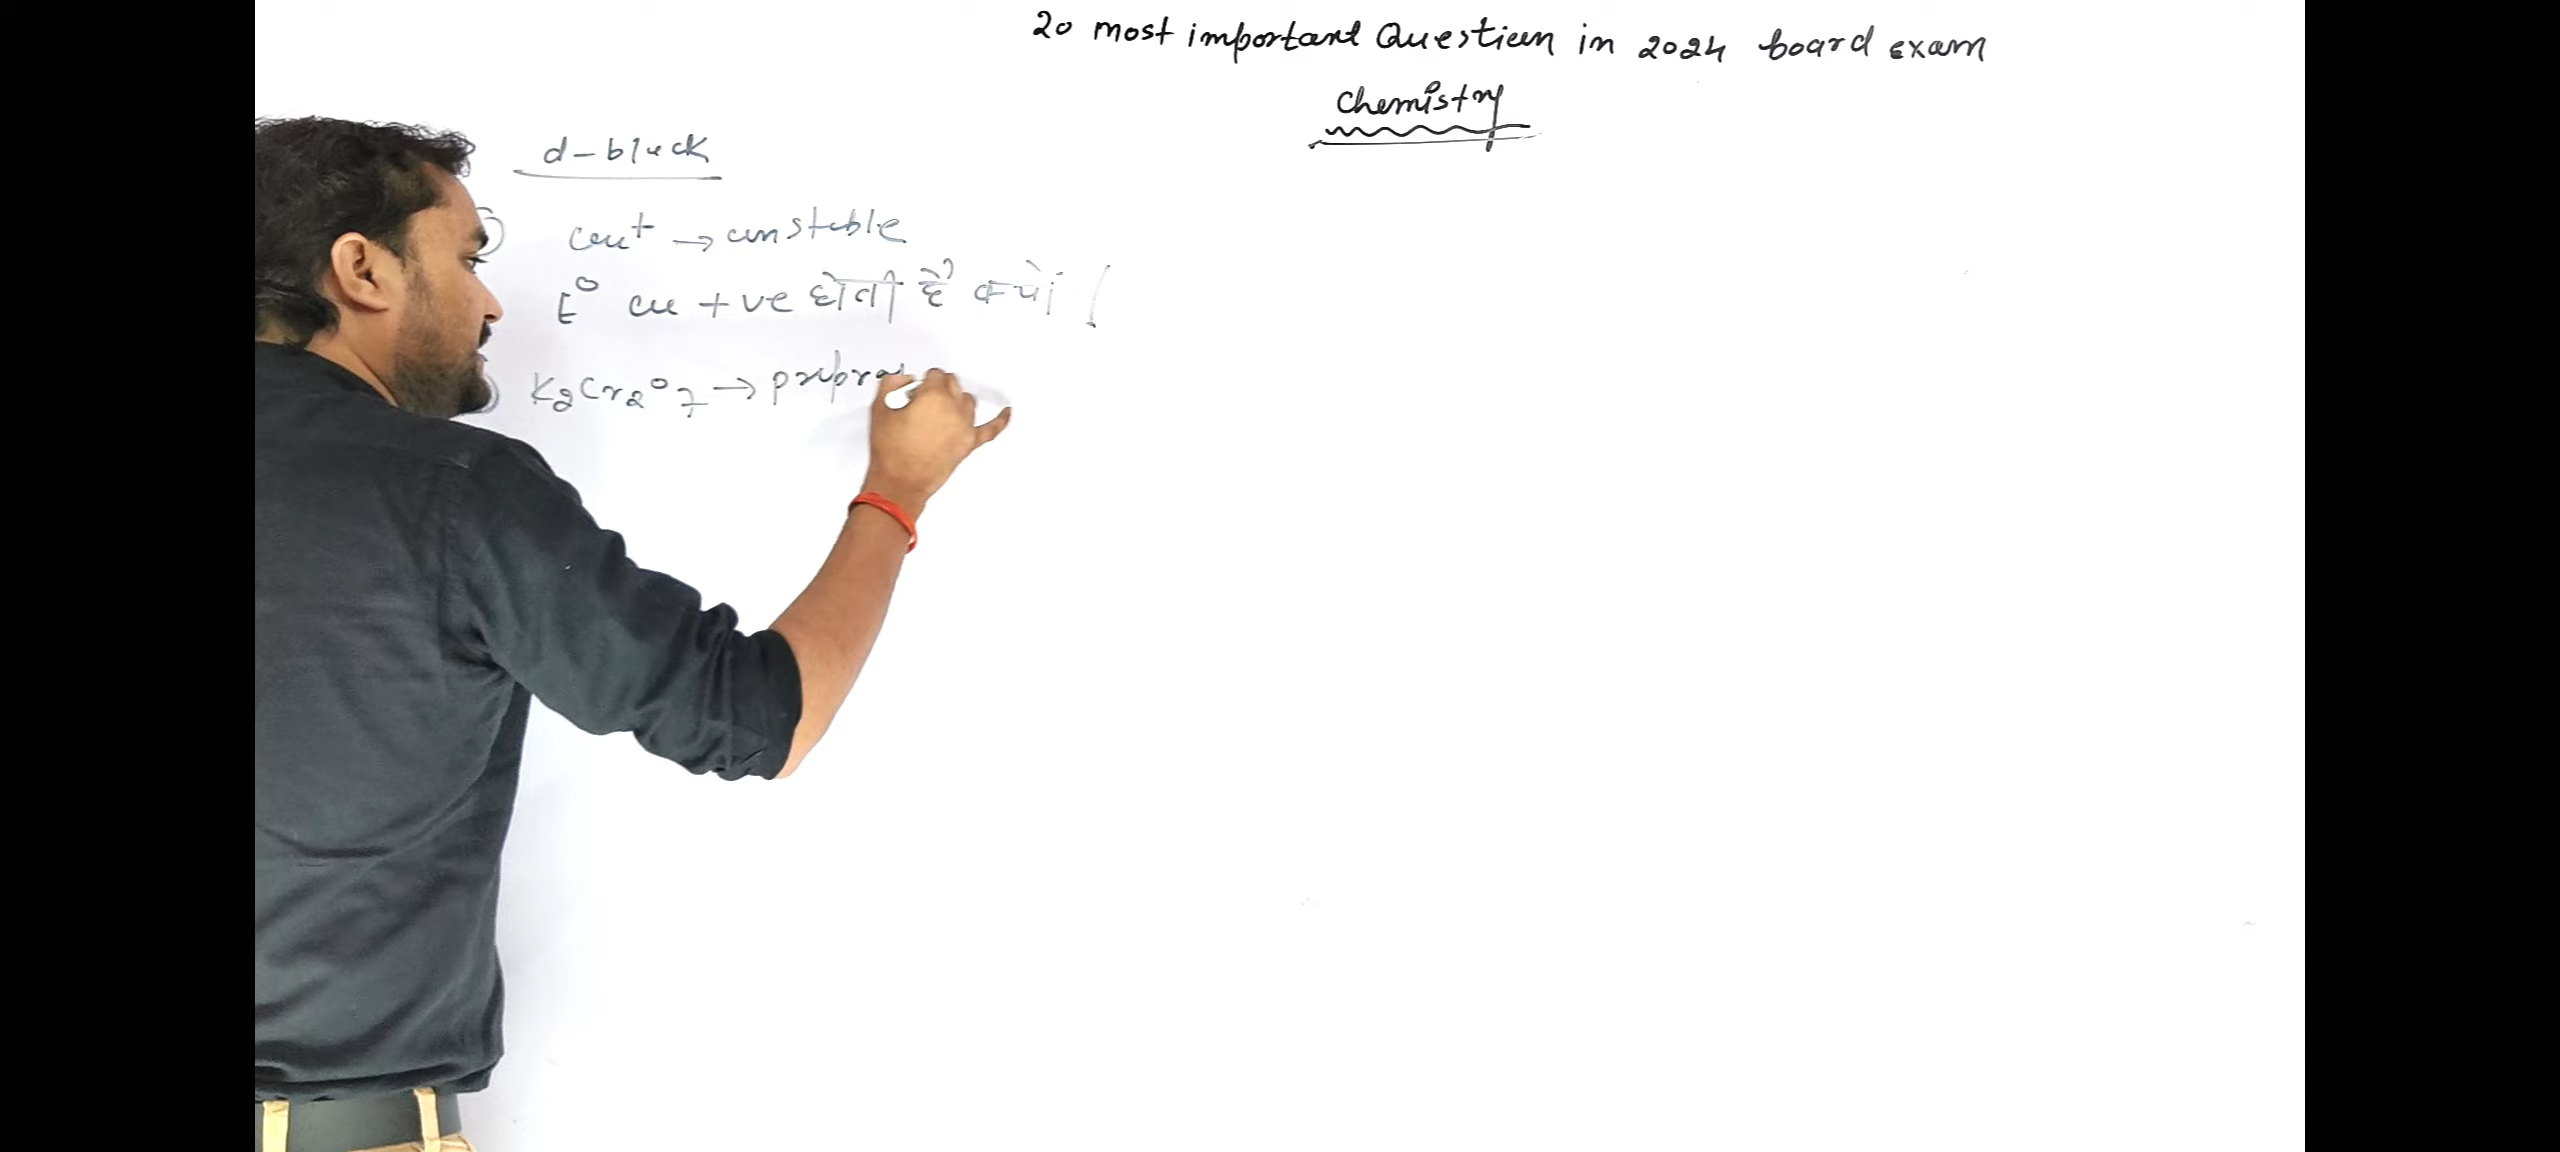 20 most important Question in 2024 board exam
Chemistry
d-block
Cu+ → unstable
E° Cu +ve होती है क्यों
K2Cr2O7 →